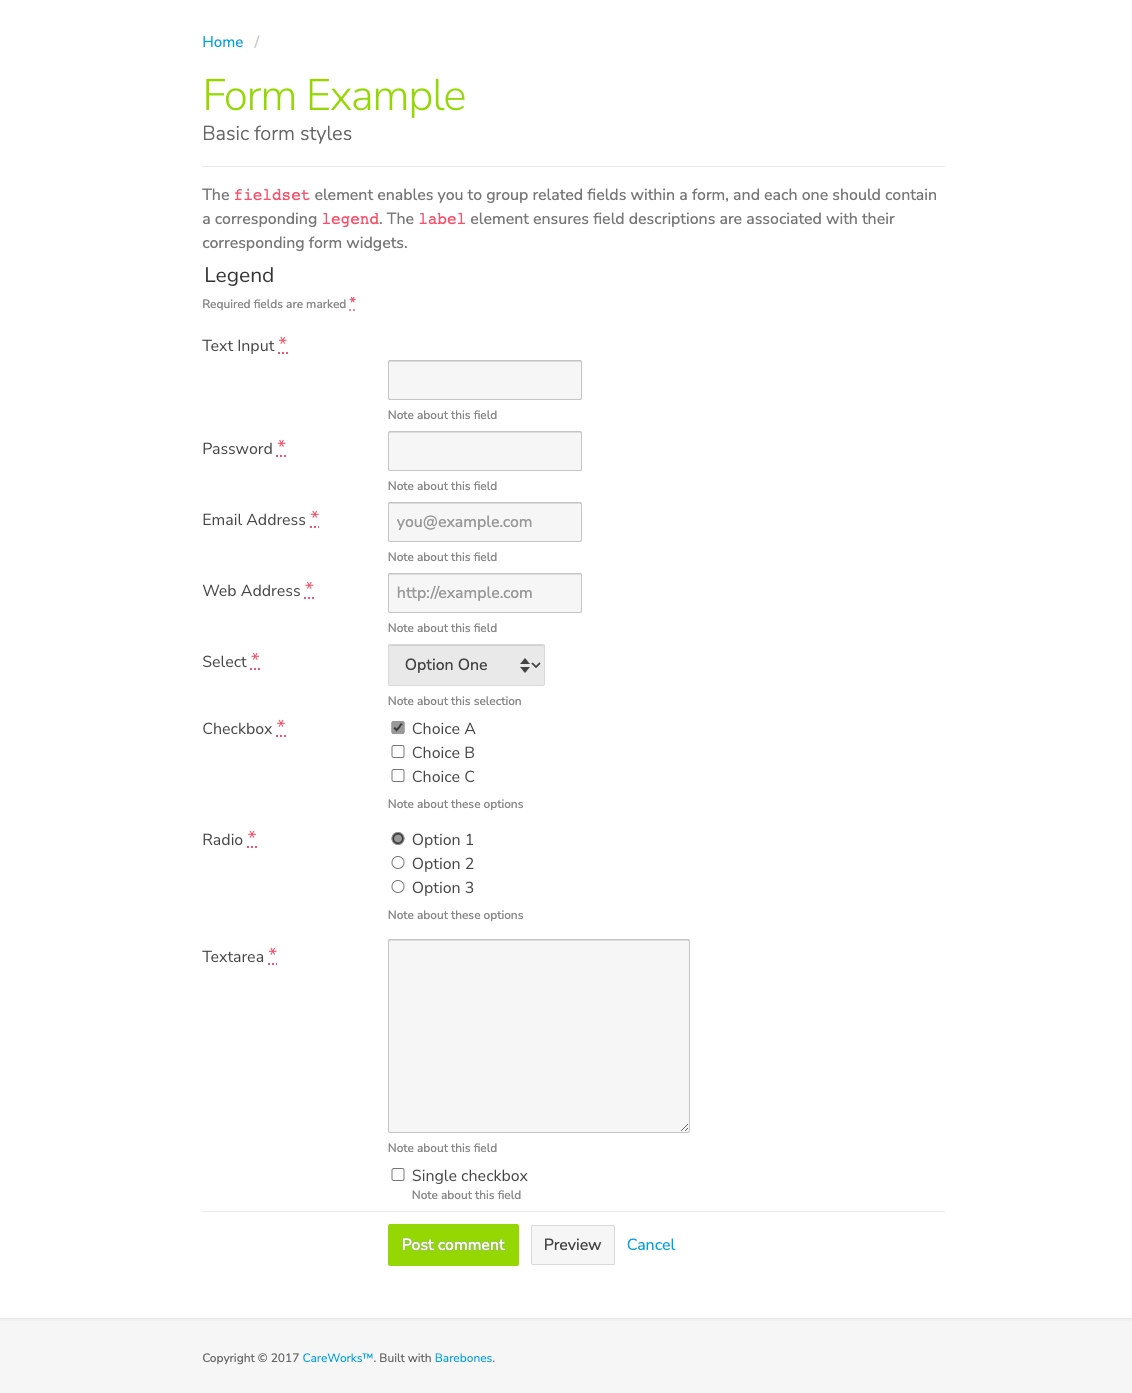 Home /
Form Example
Basic form styles
The fieldset element enables you to group related fields within a form, and each one should contain
a corresponding legend. The label element ensures field descriptions are associated with their
corresponding form widgets.
Legend
Required fields are marked *
Text Input *
Note about this field
Password *
Note about this field
Email Address * you@example.com
Note about this field
Web Address * http://example.com
Note about this field
Select * Option One
Note about this selection
Checkbox * Choice A
Choice B
Choice C
Note about these options
Radio * Option 1
Option 2
Option 3
Note about these options
Textarea *
Note about this field
Single checkbox
Note about this field
Post comment Preview Cancel
Copyright © 2017 CareWorks™. Built with Barebones.